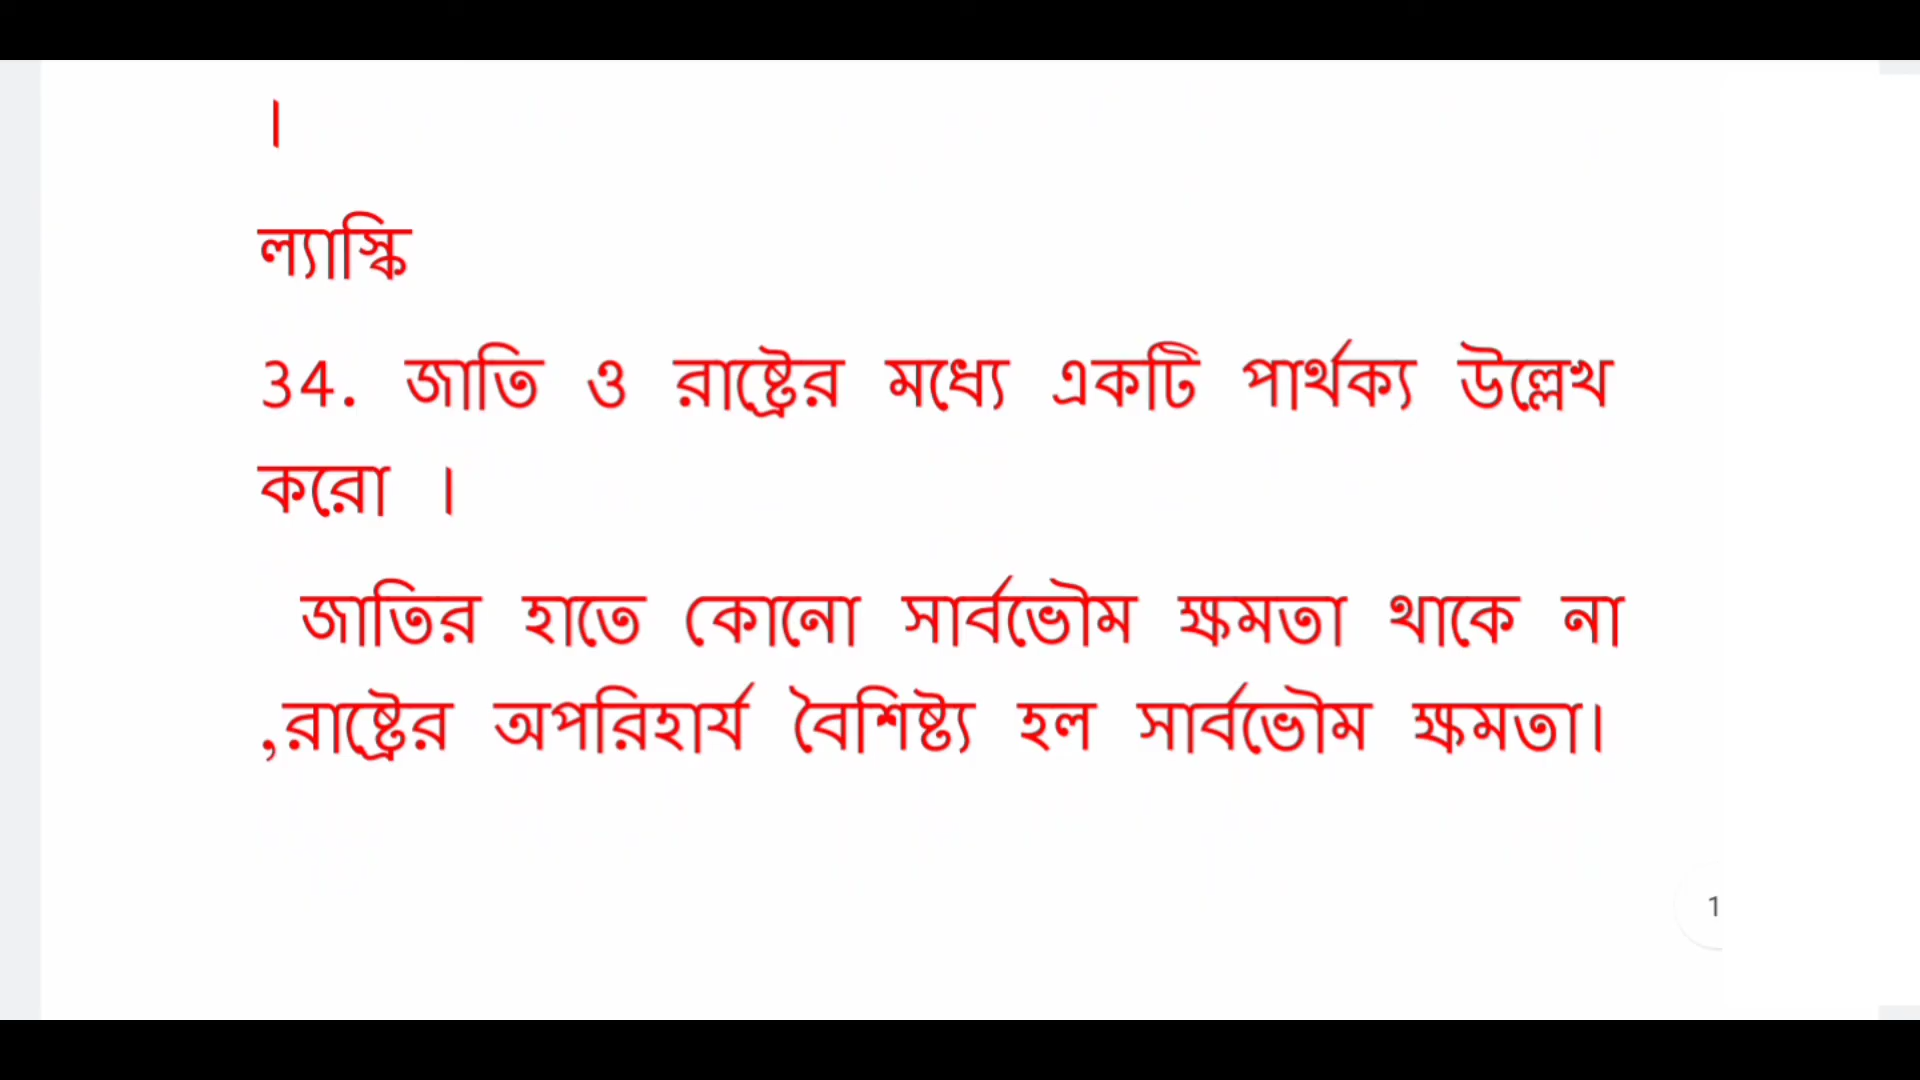 ।
ল্যাস্কি
34. জাতি ও রাষ্ট্রের মধ্যে একটি পার্থক্য উল্লেখ
করো ।
জাতির হাতে কোনো সার্বভৌম ক্ষমতা থাকে না
,রাষ্ট্রের অপরিহার্য বৈশিষ্ট্য হল সার্বভৌম ক্ষমতা।
1